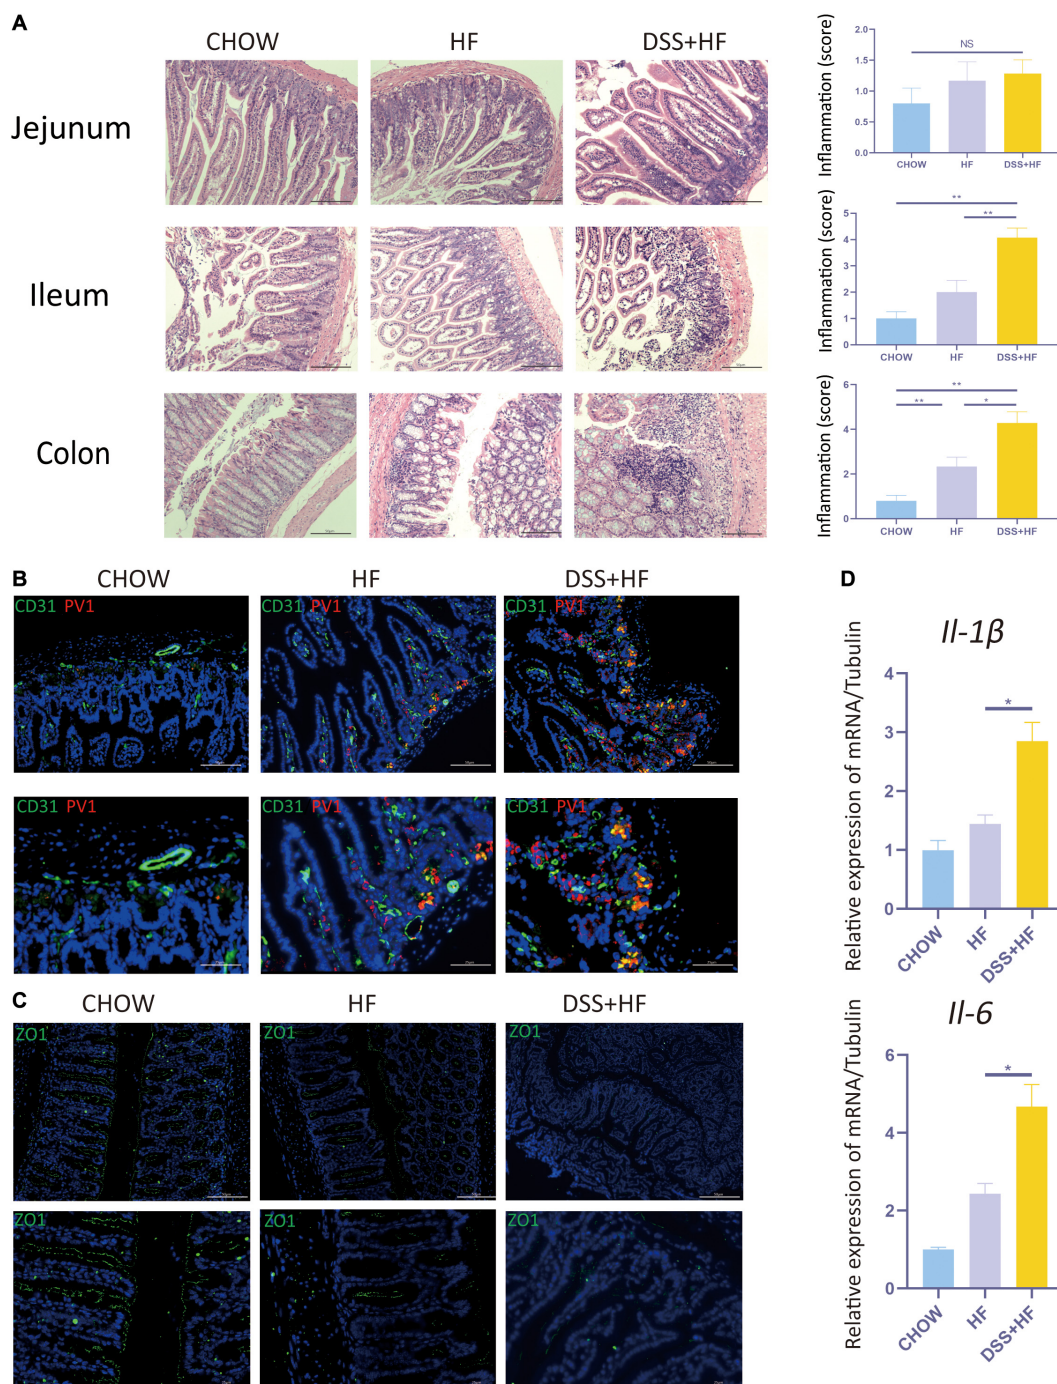 A
CHOW HF DSS+HF
Jejunum
Ileum
Colon
Inflammation (score)
2.0
1.5
1.0
0.5
0.0
NS
CHOW HF DSS+HF
Inflammation (score)
5
4
3
2
1
0
**
**
CHOW HF DSS+HF
Inflammation (score)
6
4
2
0
**
** *
CHOW HF DSS+HF
B
CHOW HF DSS+HF
CD31 PV1 CD31 PV1 CD31 PV1
CD31 PV1 CD31 PV1 CD31 PV1
C
CHOW HF DSS+HF
ZO1 ZO1 ZO1
ZO1 ZO1 ZO1
D
Il-1β
Relative expression of mRNA/Tubulin
4
3
2
1
0
*
CHOW HF DSS+HF
Il-6
Relative expression of mRNA/Tubulin
6
4
2
0
*
CHOW HF DSS+HF